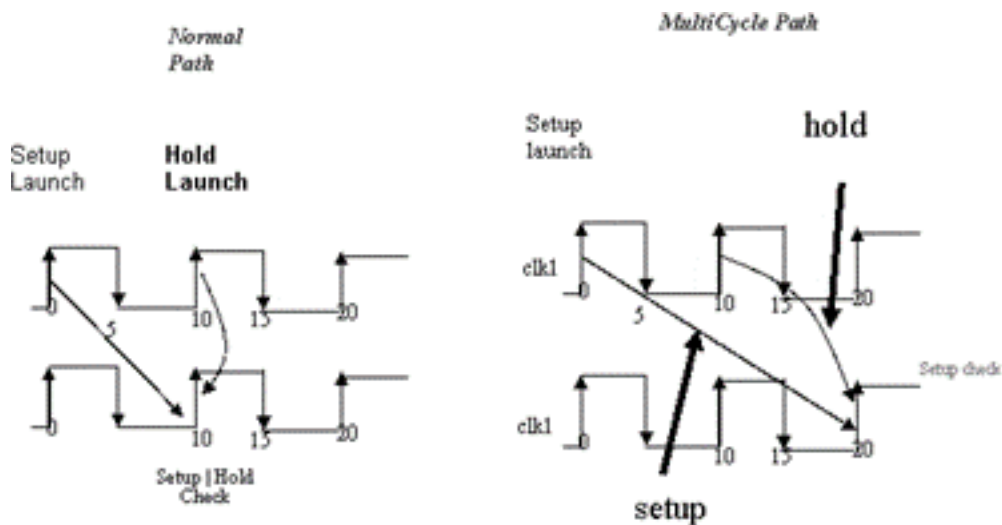 Normal
Path
MultiCycle Path
Setup
Launch
Hold
Launch
Setup
launch
hold
clk1
0
5
10
15
20
0
10
15
20
Setup | Hold
Check
0
5
10
15
20
Setup check
clk1
0
10
15
20
setup